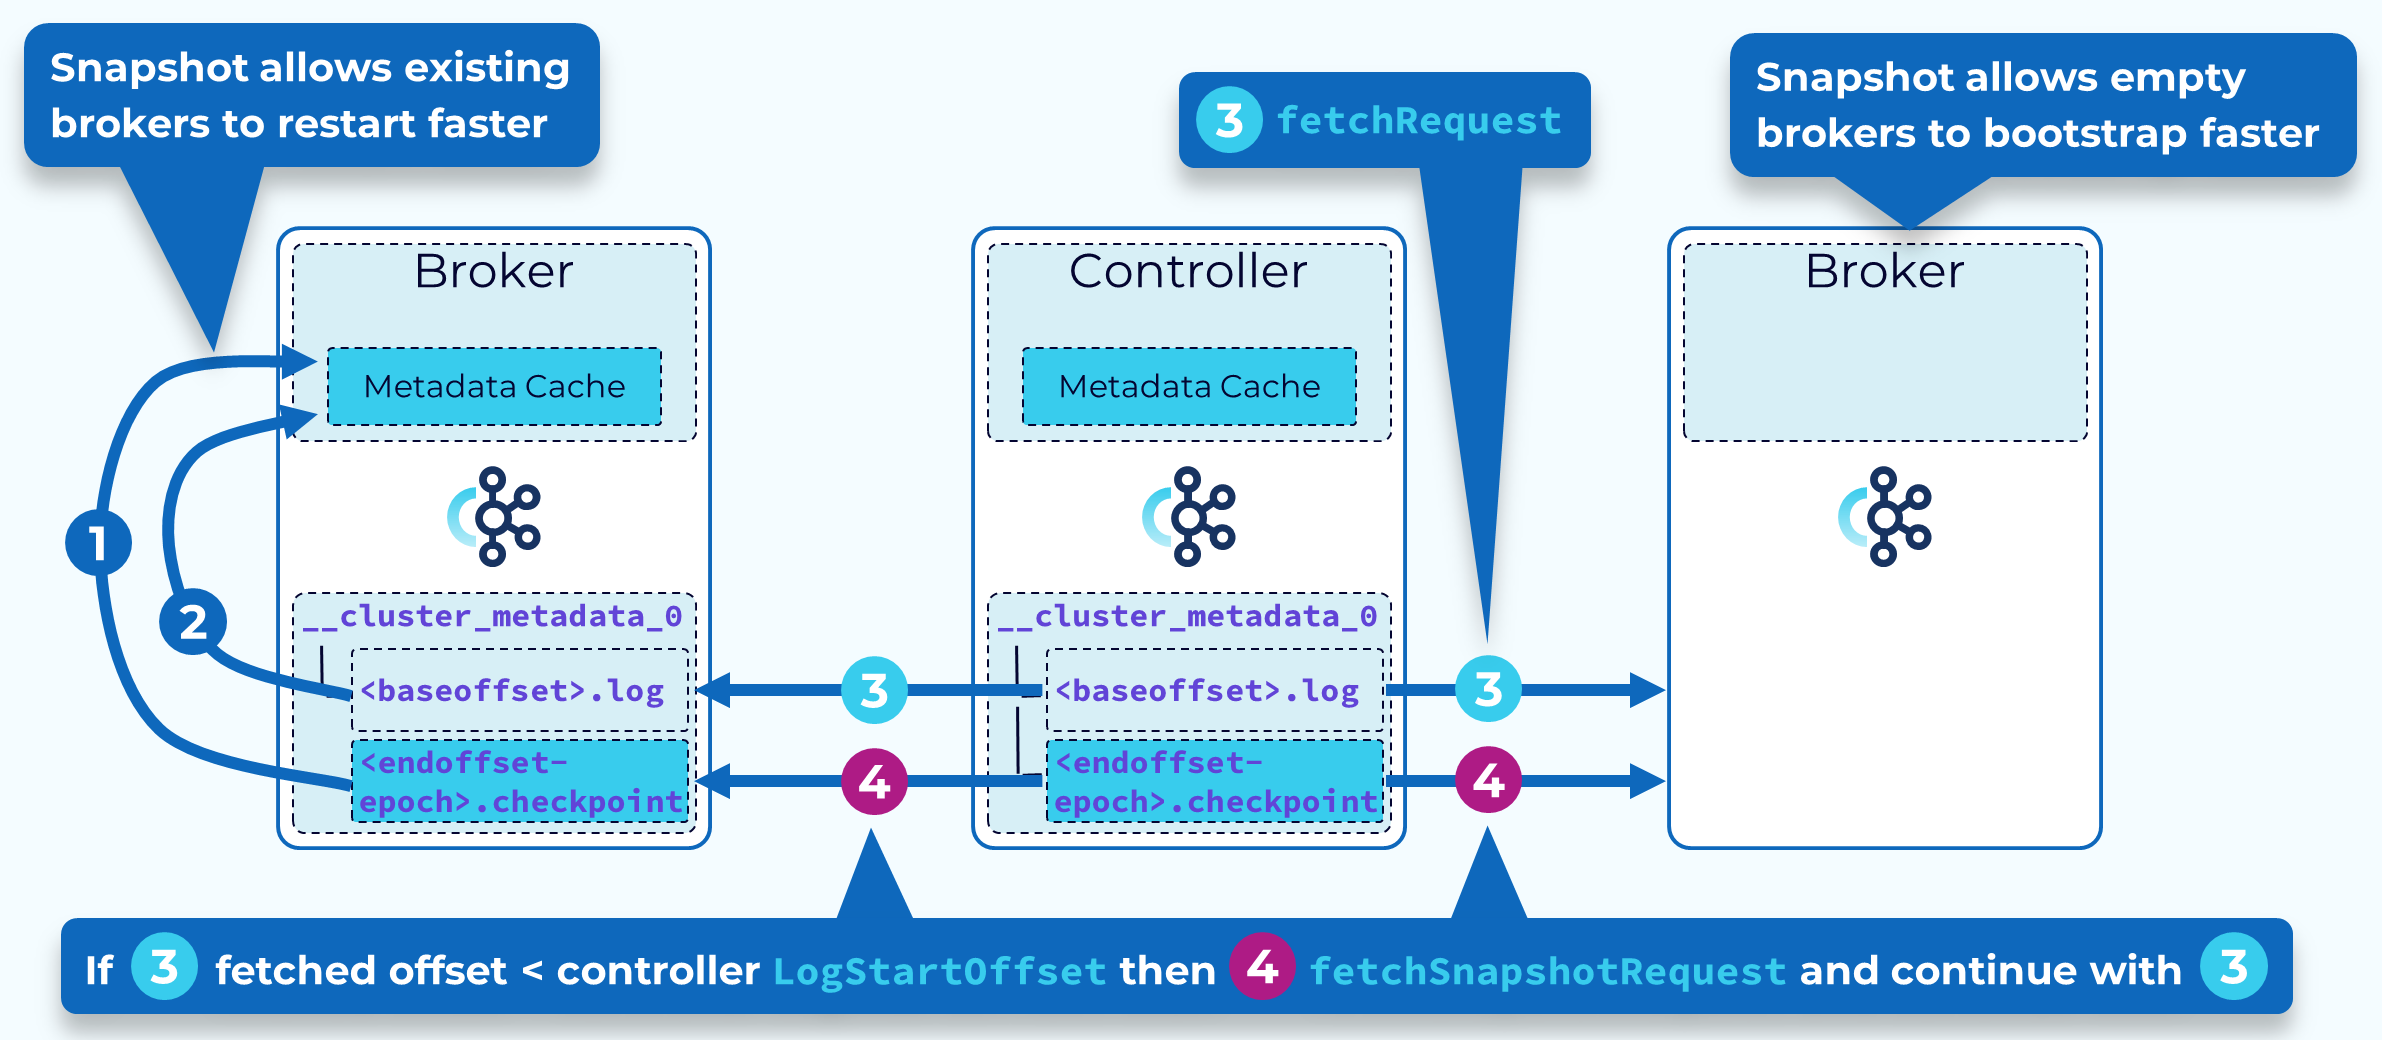 Snapshot allows existing
brokers to restart faster
3 fetchRequest
Snapshot allows empty
brokers to bootstrap faster
Broker
Metadata Cache
1
2
__cluster_metadata_0
<baseoffset>.log
<endoffset-
epoch>.checkpoint
3
4
Controller
Metadata Cache
__cluster_metadata_0
<baseoffset>.log
<endoffset-
epoch>.checkpoint
3
4
Broker
If 3 fetched offset < controller LogStartOffset then 4 fetchSnapshotRequest and continue with 3